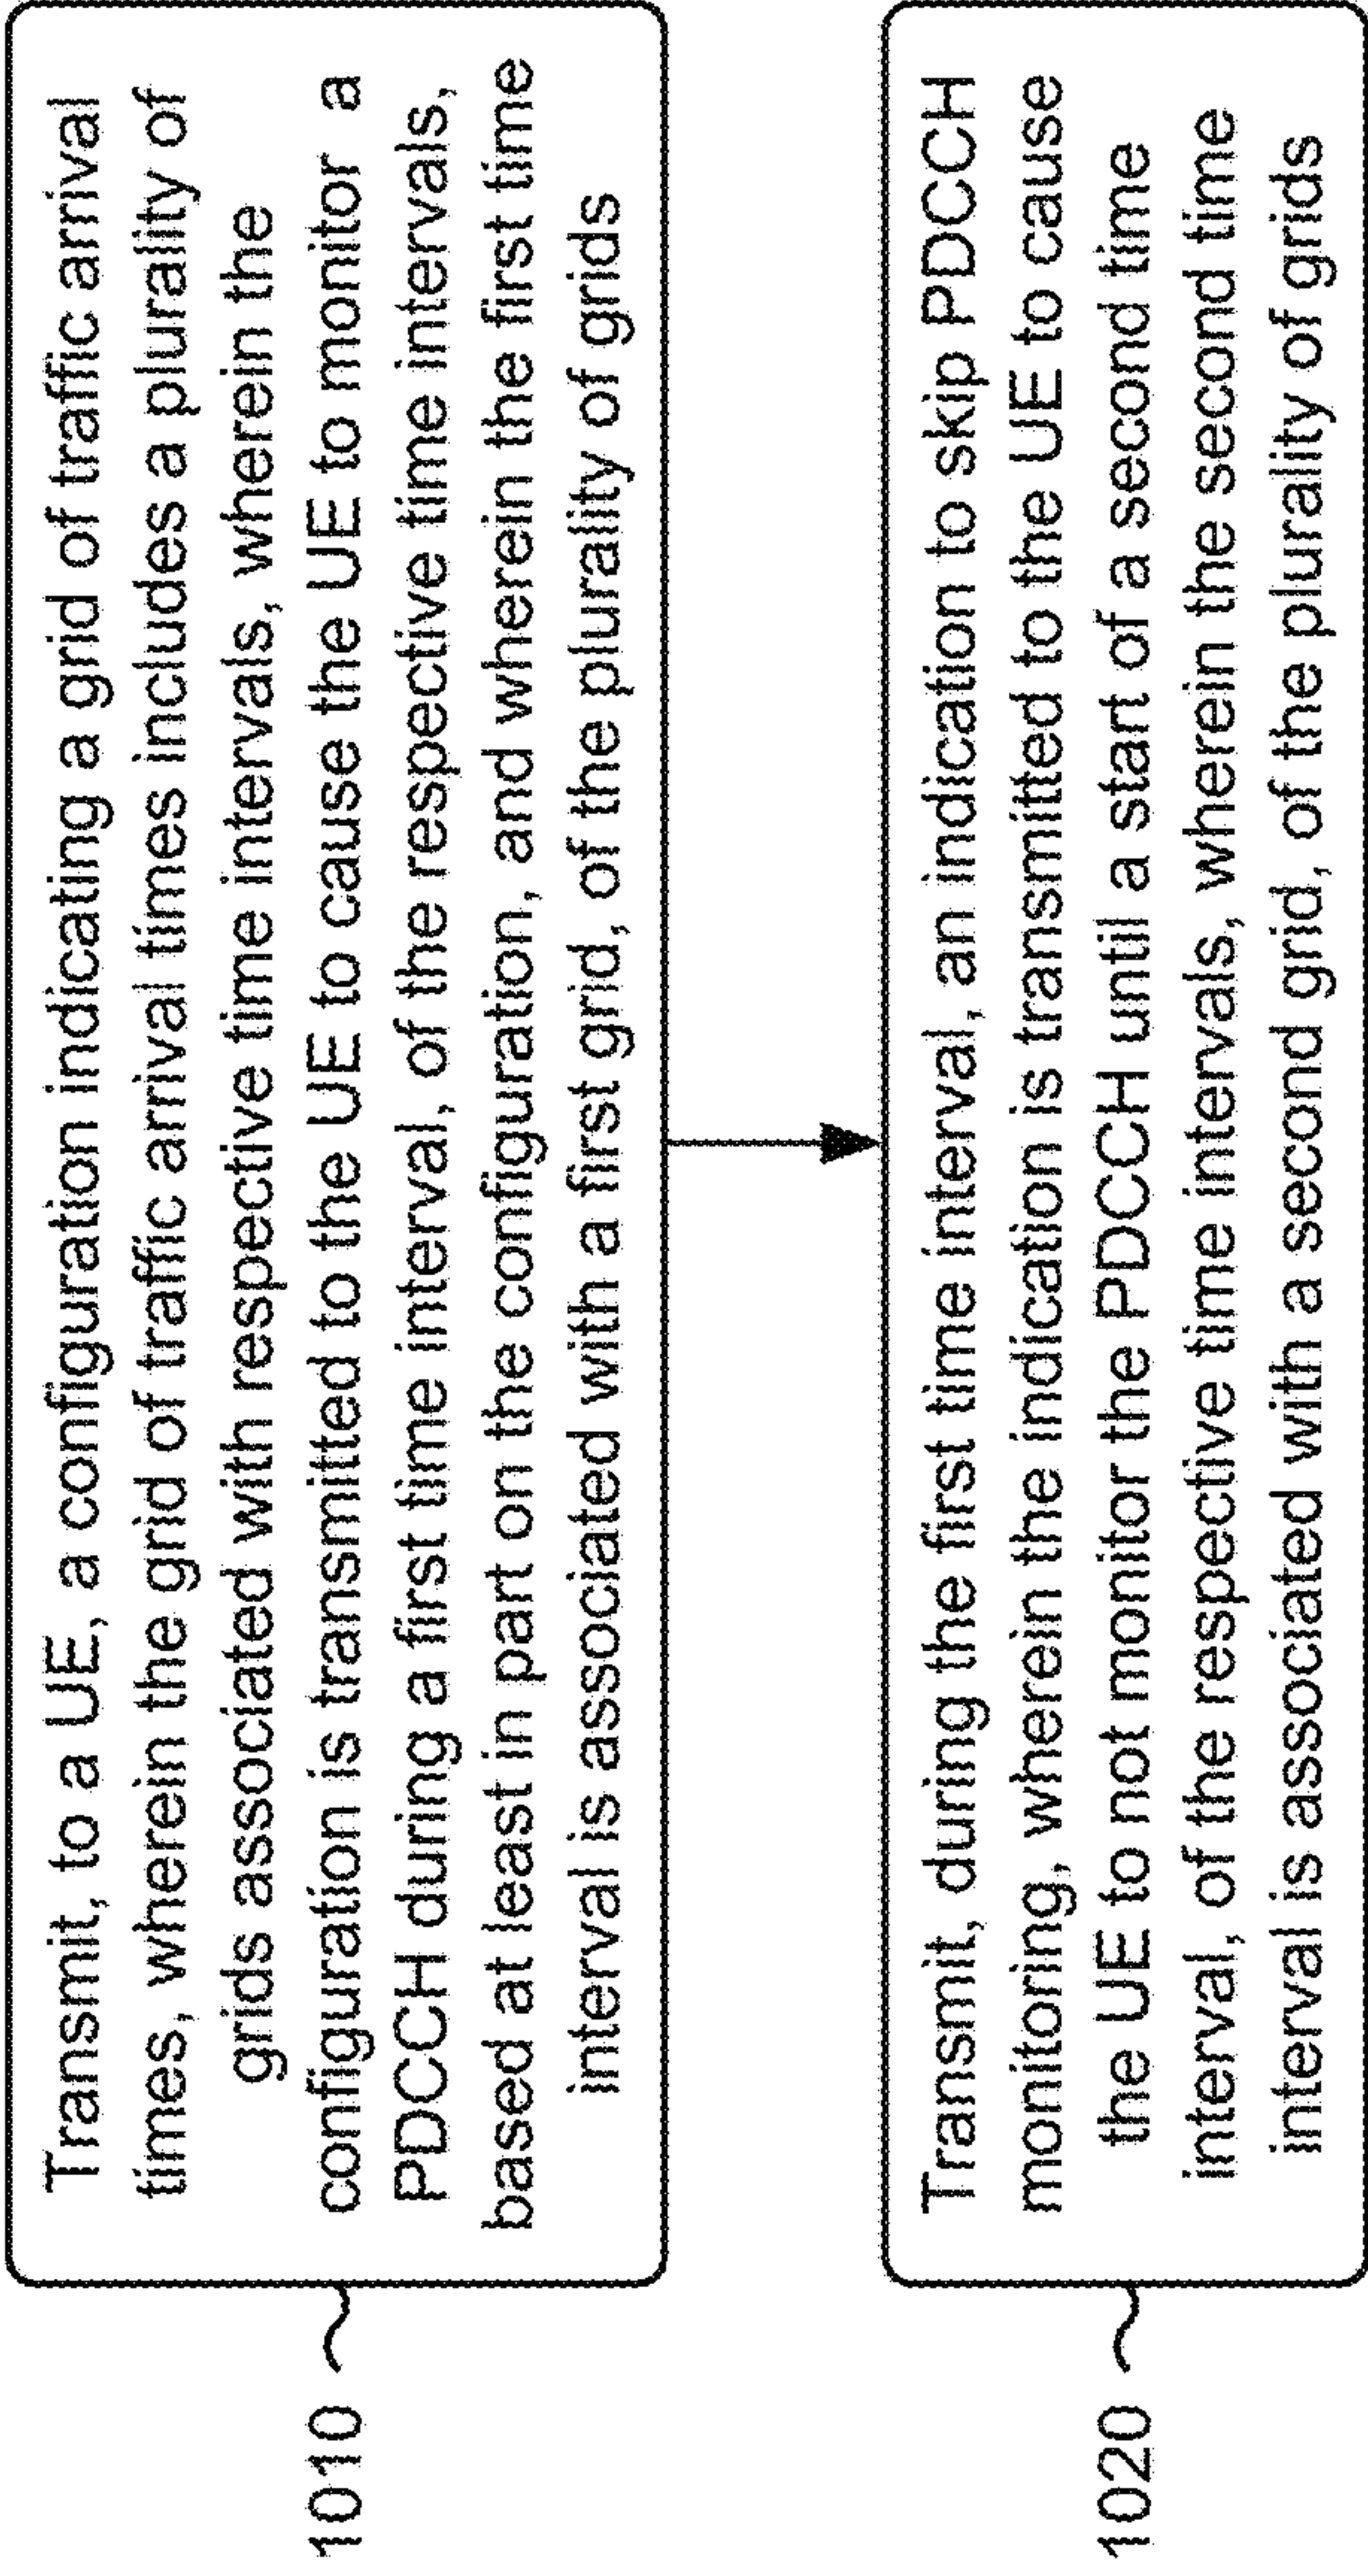 Transmit, to a UE, a configuration indicating a grid of traffic arrival
times, wherein the grid of traffic arrival times includes a plurality of
grids associated with respective time intervals, wherein the
configuration is transmitted to the UE to cause the UE to monitor a
PDCCH during a first time interval, of the respective time intervals,
based at least in part on the configuration, and wherein the first time
interval is associated with a first grid, of the plurality of grids
1010
Transmit, during the first time interval, an indication to skip PDCCH
monitoring, wherein the indication is transmitted to the UE to cause
the UE to not monitor the PDCCH until a start of a second time
interval, of the respective time intervals, wherein the second time
interval is associated with a second grid, of the plurality of grids
1020